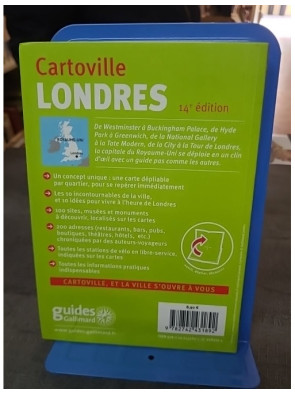 Cartoville
LONDRES 14e édition
De Westminster à Buckingham Palace, de Hyde
Park à Greenwich, de la National Gallery
à la Tate Modern, de la City à la Tour de Londres,
la capitale du Royaume-Uni se déploie en un clin
d'œil avec un guide pas comme les autres.
Un concept unique : une carte dépliable
par quartier, pour se repérer immédiatement
Les 10 incontournables de la ville,
et 10 idées pour vivre à l'heure de Londres
100 sites, musées et monuments
à découvrir, localisés sur les cartes
200 adresses (restaurants, bars, pubs,
boutiques, théâtres, hôtels, etc.)
chroniquées par des auteurs-voyageurs
Toutes les stations de vélo en libre-service,
indiquées sur les cartes
Toutes les informations pratiques
indispensables
CARTOVILLE, ET LA VILLE S'OUVRE À VOUS
guides
Gallimard